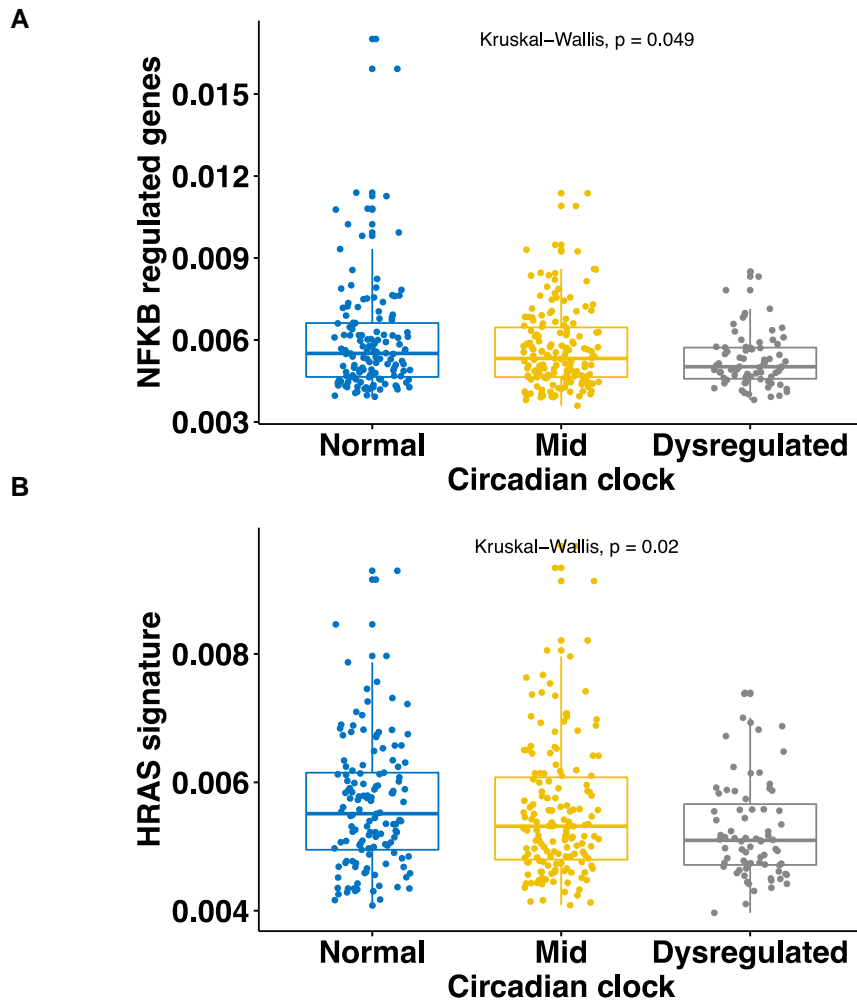 A
Kruskal–Wallis, p = 0.049
NFKB regulated genes
0.015
0.012
0.009
0.006
0.003
Normal Mid Dysregulated
Circadian clock
B
Kruskal–Wallis, p = 0.02
HRAS signature
0.008
0.006
0.004
Normal Mid Dysregulated
Circadian clock